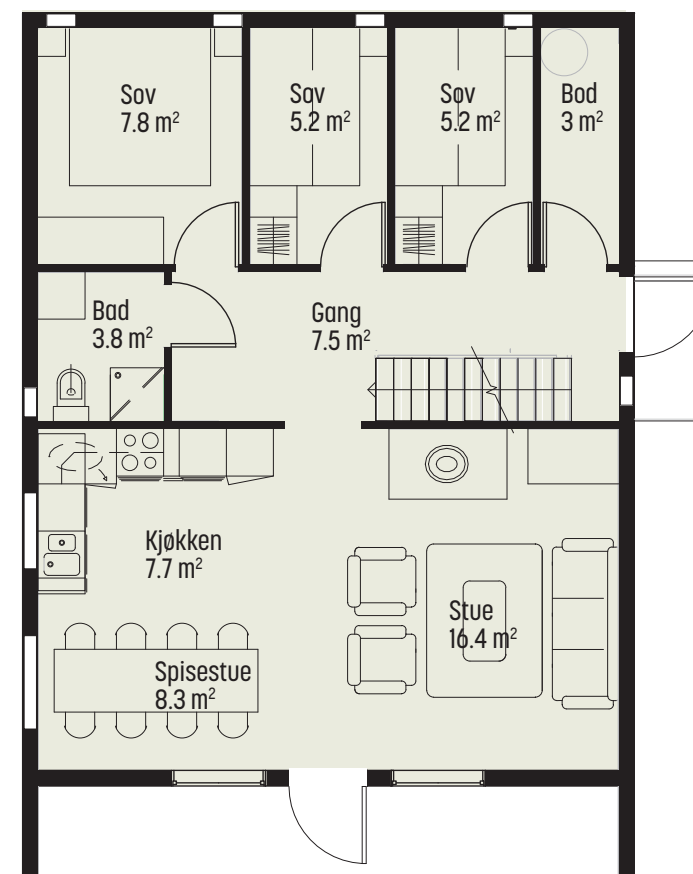 Sov
7.8 m²
Sov
5.2 m²
Sov
5.2 m²
Bod
3 m²
Bad
3.8 m²
Gang
7.5 m²
Kjøkken
7.7 m²
Stue
16.4 m²
Spisestue
8.3 m²